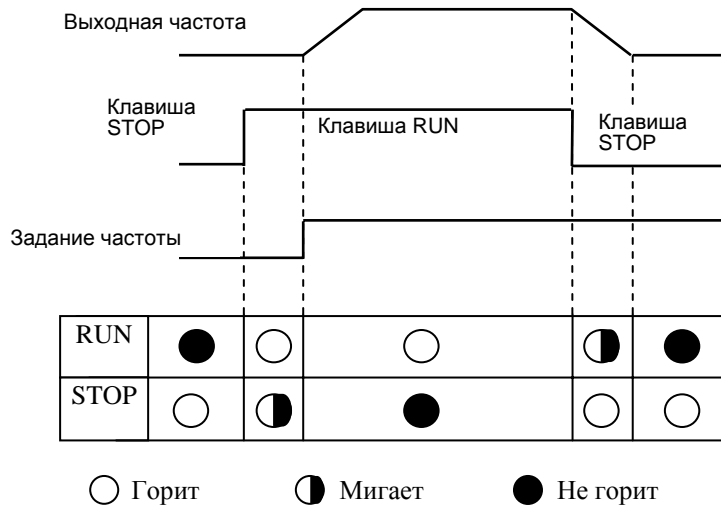 Выходная частота
Клавиша
STOP
Клавиша RUN
Клавиша
STOP
Задание частоты
RUN
STOP
Горит
Мигает
Не горит